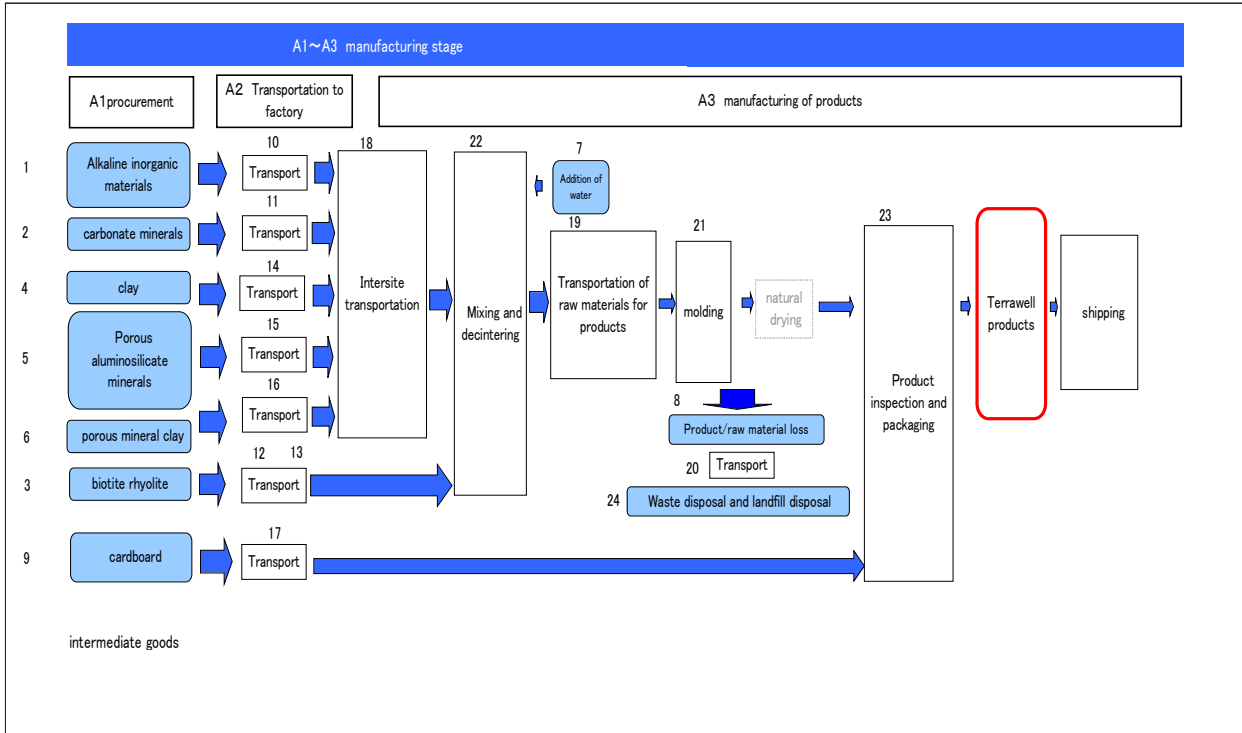 A1～A3 manufacturing stage
A1procurement
A2 Transportation to
factory
A3 manufacturing of products
1
Alkaline inorganic
materials
10
Transport
18
Intersite
transportation
22
Mixing and
decintering
7
Addition of
water
2
carbonate minerals
11
Transport
4
clay
14
Transport
5
Porous
aluminosilicate
minerals
15
Transport
6
porous mineral clay
16
Transport
3
biotite rhyolite
12
13
Transport
9
cardboard
17
Transport
19
Transportation of
raw materials for
products
21
molding
natural
drying
8
Product/raw material loss
20
Transport
24
Waste disposal and landfill disposal
23
Product
inspection and
packaging
Terrawell
products
shipping
intermediate goods